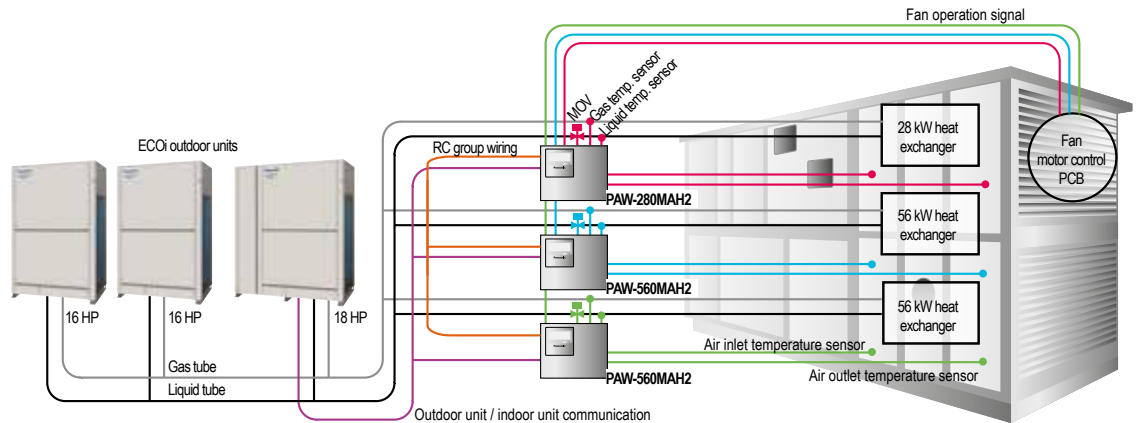 Fan operation signal
MOV
Gas temp. sensor
Liquid temp. sensor
ECOi outdoor units
RC group wiring
28 kW heat
exchanger
Fan
motor control
PCB
PAW-280MAH2
56 kW heat
exchanger
PAW-560MAH2
56 kW heat
exchanger
16 HP
16 HP
18 HP
Air inlet temperature sensor
Gas tube
Air outlet temperature sensor
PAW-560MAH2
Liquid tube
Outdoor unit / indoor unit communication